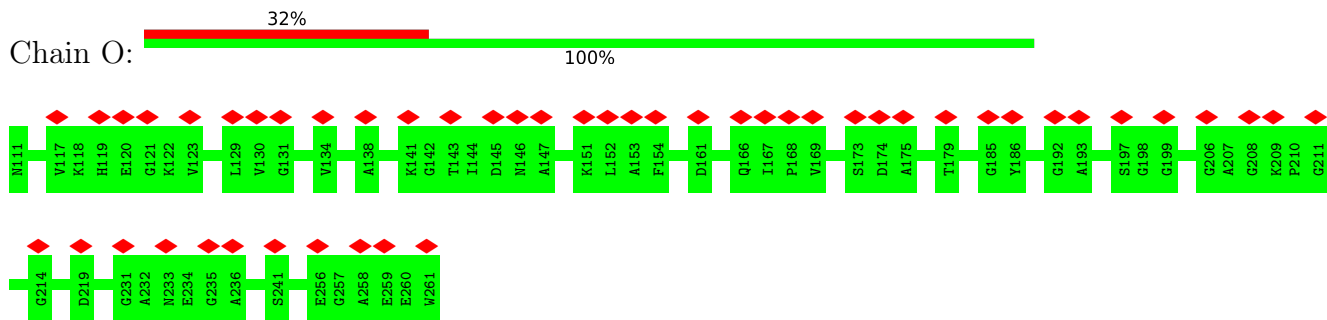 32%
Chain O:
100%
N111 V117 K118 H119 E120 G121 K122 V123 L129 V130 G131 V134 A138 K141 G142 T143 I144 D145 N146 A147 K151 L152 A153 F154 D161 Q166 I167 P168 V169 S173 D174 A175 T179 G185 Y186 G192 A193 S197 G198 G199 G206 A207 G208 K209 P210 G211
G214 D219 G231 A232 N233 E234 G235 A236 S241 E256 G257 A258 E259 E260 W261